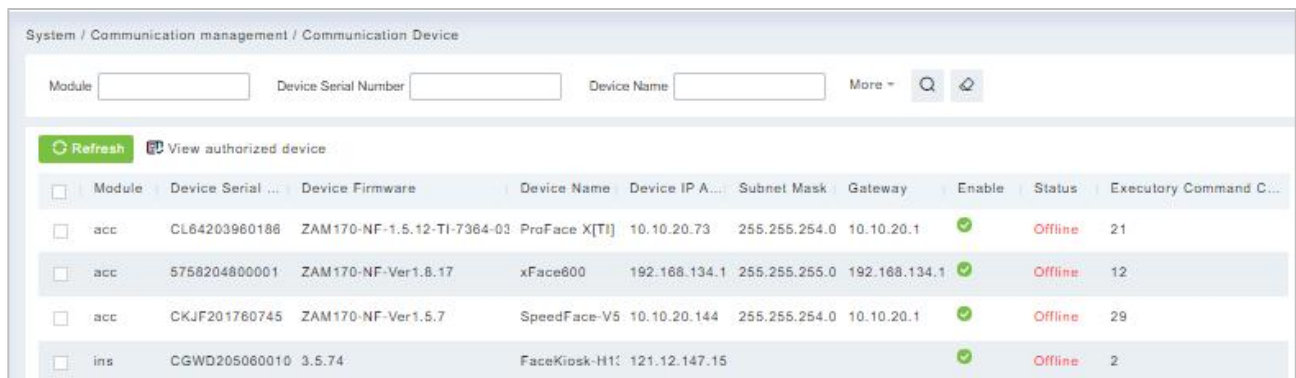 System / Communication management / Communication Device
Module Device Serial Number Device Name More
Refresh View authorized device
Module Device Serial ... Device Firmware Device Name Device IP A... Subnet Mask Gateway Enable Status Executory Command C...
acc CL64203960186 ZAM170-NF-1.5.12-TI-7364-03 ProFace X[TI] 10.10.20.73 255.255.254.0 10.10.20.1 Offline 21
acc 5758204800001 ZAM170-NF-Ver1.8.17 xFace600 192.168.134.1 255.255.255.0 192.168.134.1 Offline 12
acc CKJF201760745 ZAM170-NF-Ver1.5.7 SpeedFace-V5 10.10.20.144 255.255.254.0 10.10.20.1 Offline 29
ins CGWD205060010 3.5.74 FaceKiosk-H13 121.12.147.15 Offline 2